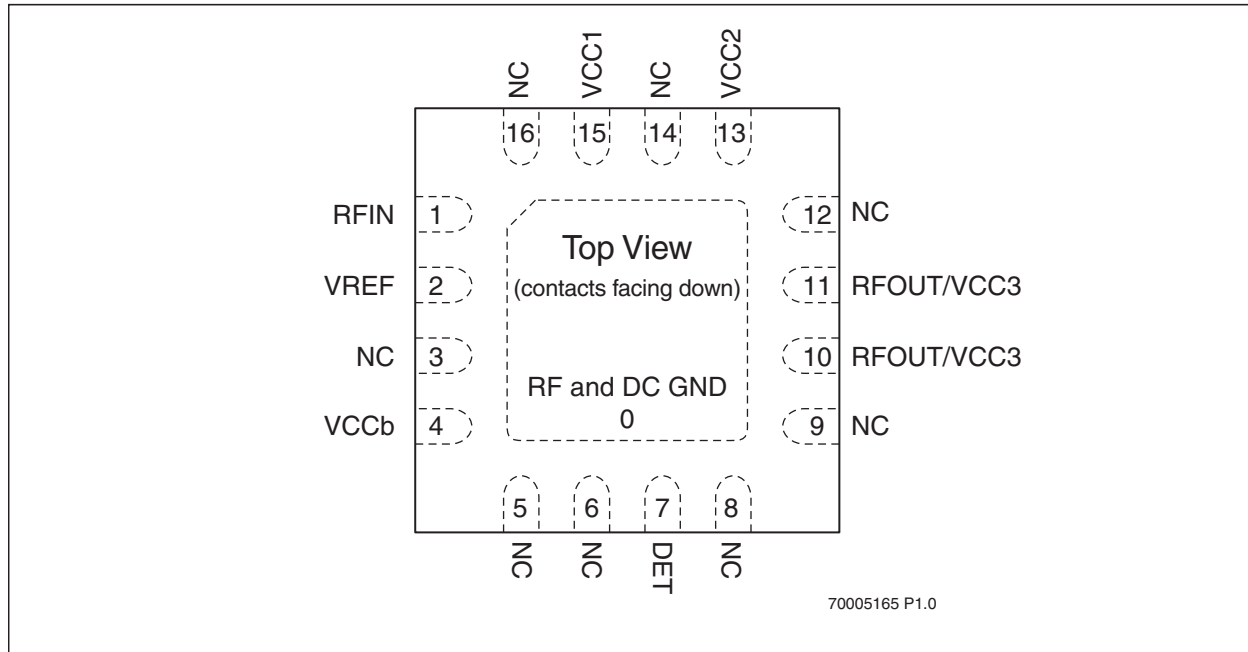 NC
VCC1
NC
VCC2
16
15
14
13
RFIN 1
12 NC
VREF 2
11 RFOUT/VCC3
NC 3
10 RFOUT/VCC3
VCCb 4
9 NC
Top View
(contacts facing down)
RF and DC GND
0
5
6
7
8
NC
NC
DET
NC
70005165 P1.0